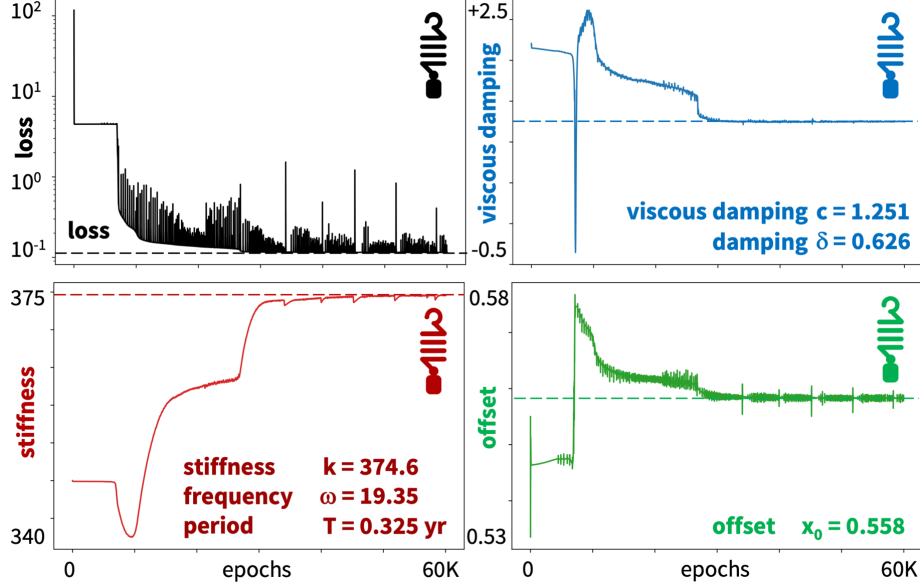 10²
10¹
10⁰
10⁻¹
loss
loss
+2.5
-0.5
viscous damping
viscous damping c = 1.251
damping δ = 0.626
375
340
stiffness
stiffness k = 374.6
frequency ω = 19.35
period T = 0.325 yr
0 epochs 60K
0.58
0.53
offset
offset x₀ = 0.558
0 epochs 60K